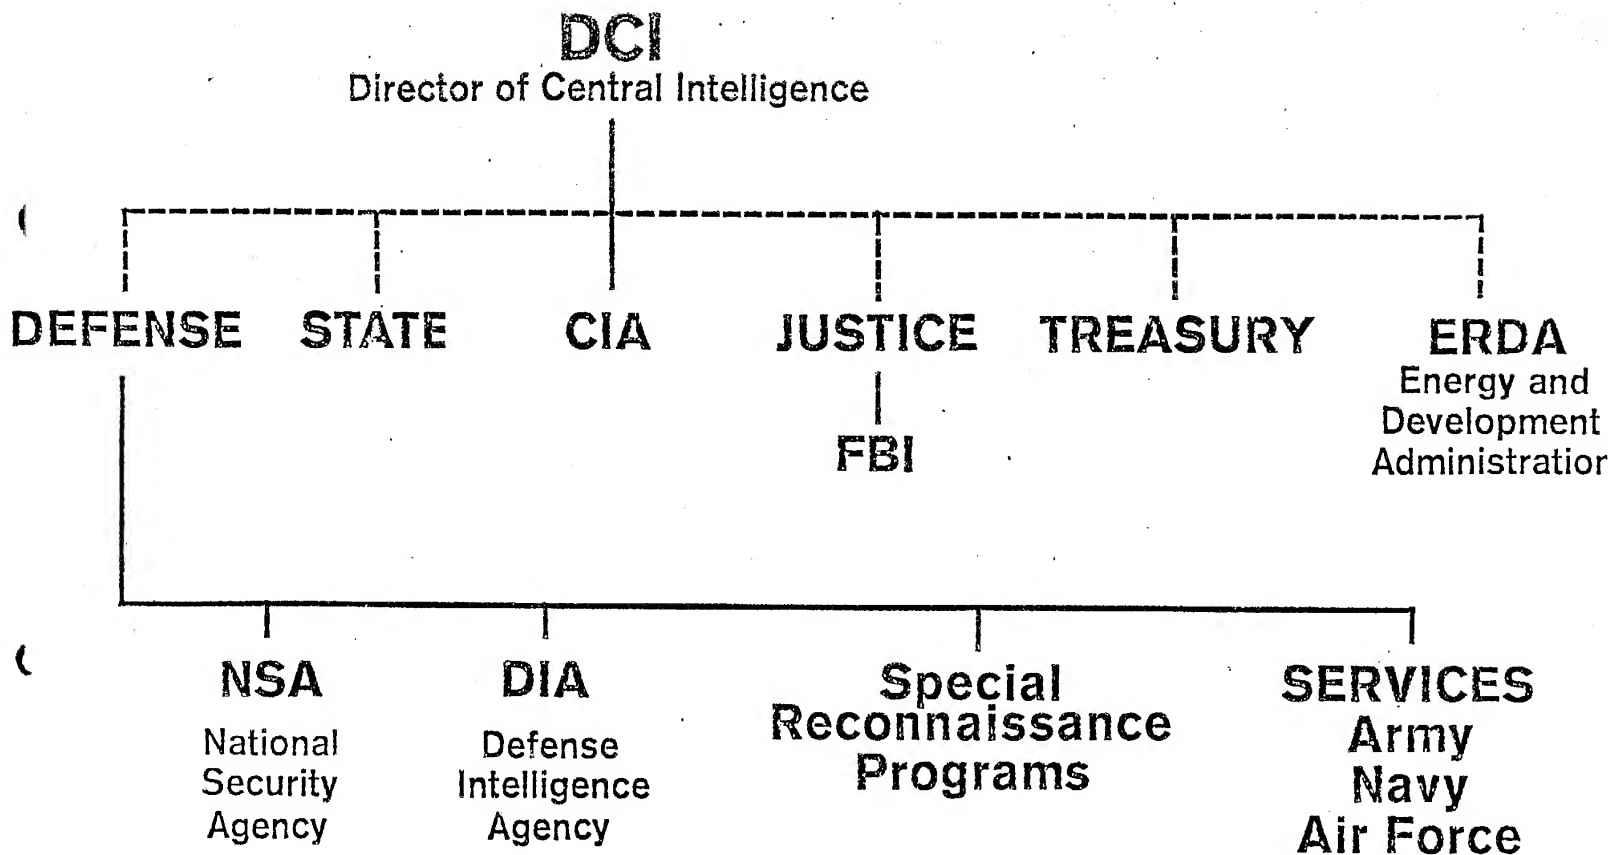 DCI
Director of Central Intelligence
DEFENSE STATE CIA JUSTICE TREASURY ERDA
Energy and
Development
Administration
FBI
NSA
National
Security
Agency
DIA
Defense
Intelligence
Agency
Special
Reconnaissance
Programs
SERVICES
Army
Navy
Air Force